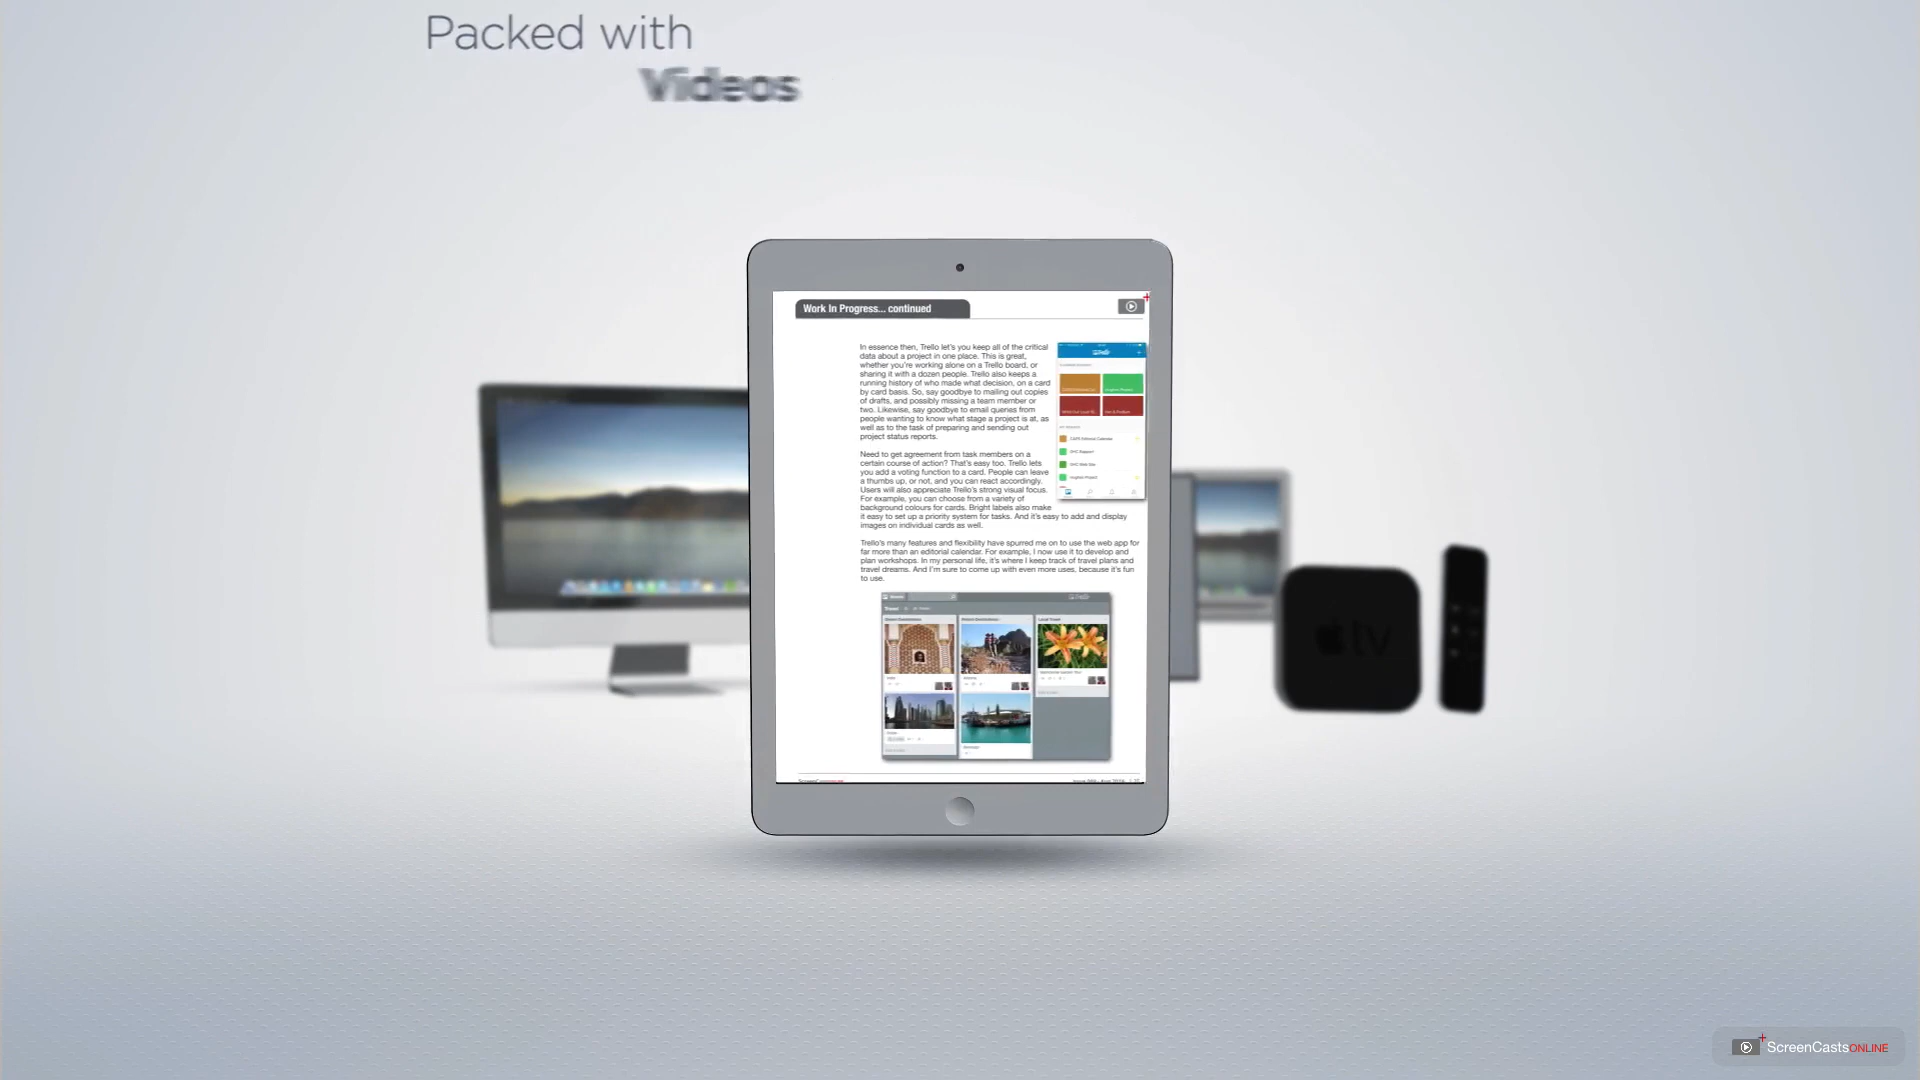 Packed with
Videos
Work In Progress... continued
In essence then, Trello let's you keep all of the critical
data about a project in one place. This is great,
whether you're working alone on a Trello board, or
sharing it with a dozen people. Trello also keeps a
running history of who made what decision, on a card
by card basis. So, say goodbye to mailing out copies
of drafts, and possibly missing a team member or
two. Likewise, say goodbye to email queries from
people wanting to know what stage a project is at, as
well as to the task of preparing and sending out
project status reports.
Need to get agreement from task members on a
certain course of action? That's easy too. Trello lets
you add a voting function to a card. People can leave
a thumbs up, or not, and you can react accordingly.
Users will also appreciate Trello's strong visual focus.
For example, you can choose from a variety of
background colours for cards. Bright labels also make
it easy to set up a priority system for tasks. And it's easy to add and display
images on individual cards as well.
Trello's many features and flexibility have spurred me on to use the web app for
far more than an editorial calendar. For example, I now use it to develop and
plan workshops. In my personal life, it's where I keep track of travel plans and
travel dreams. And I'm sure to come up with even more uses, because it's fun
to use.
Travel
tv
ScreenCastsONLINE